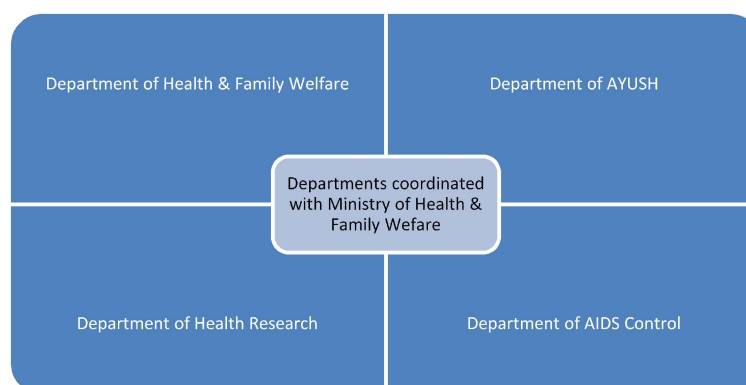 Department of Health & Family Welfare
Department of AYUSH
Departments coordinated
with Ministry of Health &
Family Wefare
Department of Health Research
Department of AIDS Control